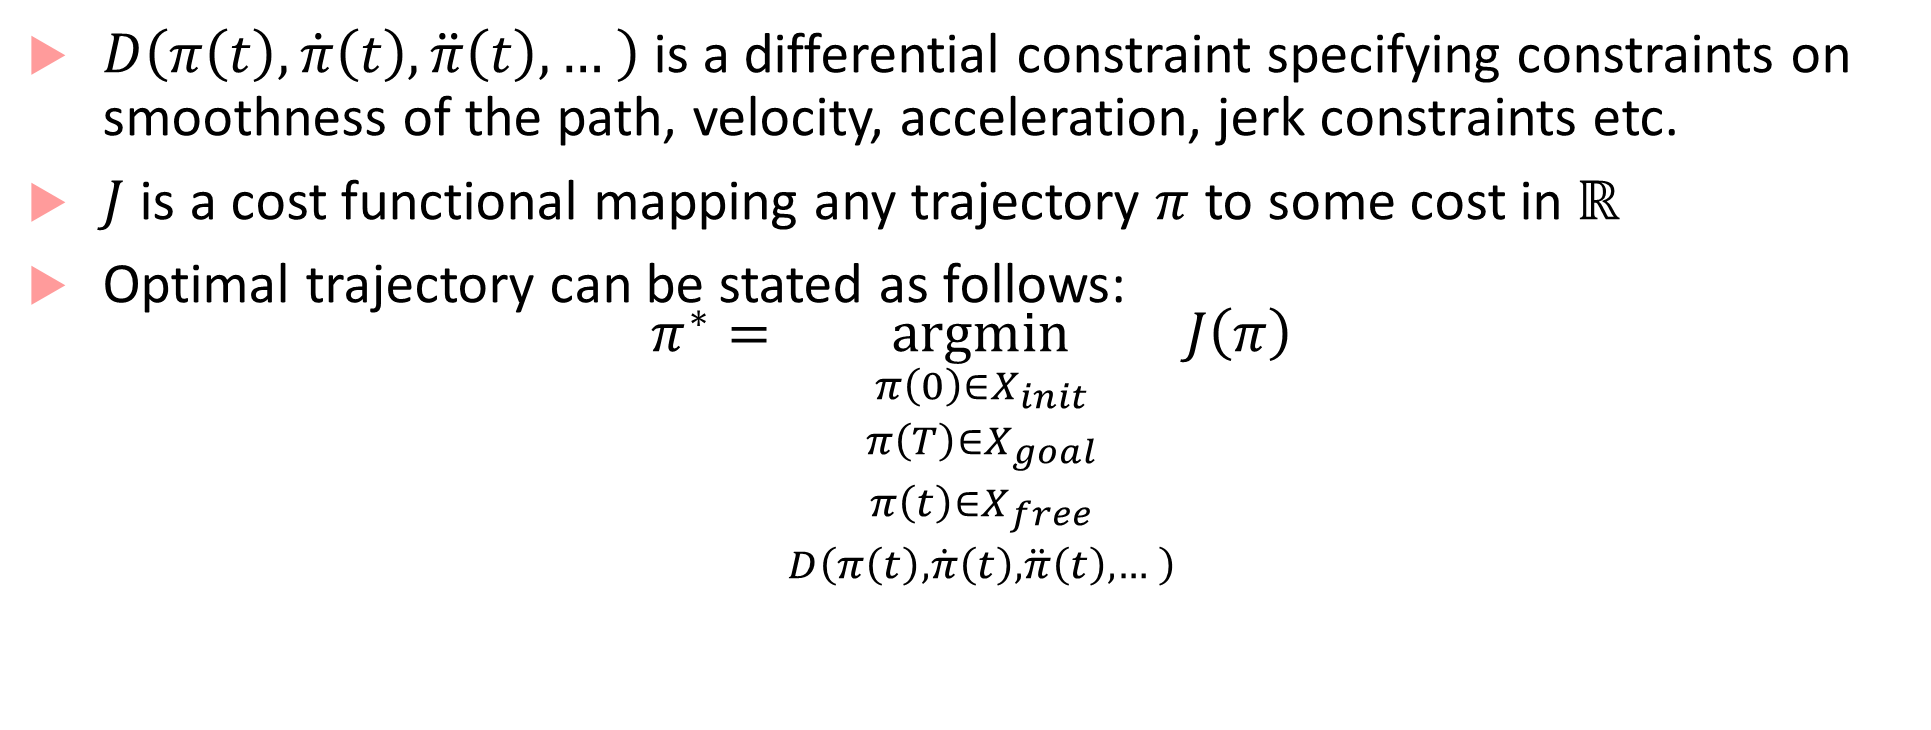 D(π(t), π̇(t), π̈(t), … ) is a differential constraint specifying constraints on
smoothness of the path, velocity, acceleration, jerk constraints etc.
J is a cost functional mapping any trajectory π to some cost in ℝ
Optimal trajectory can be stated as follows:
π* = argmin J(π)
π(0)∈X_init
π(T)∈X_goal
π(t)∈X_free
D(π(t),π̇(t),π̈(t),… )